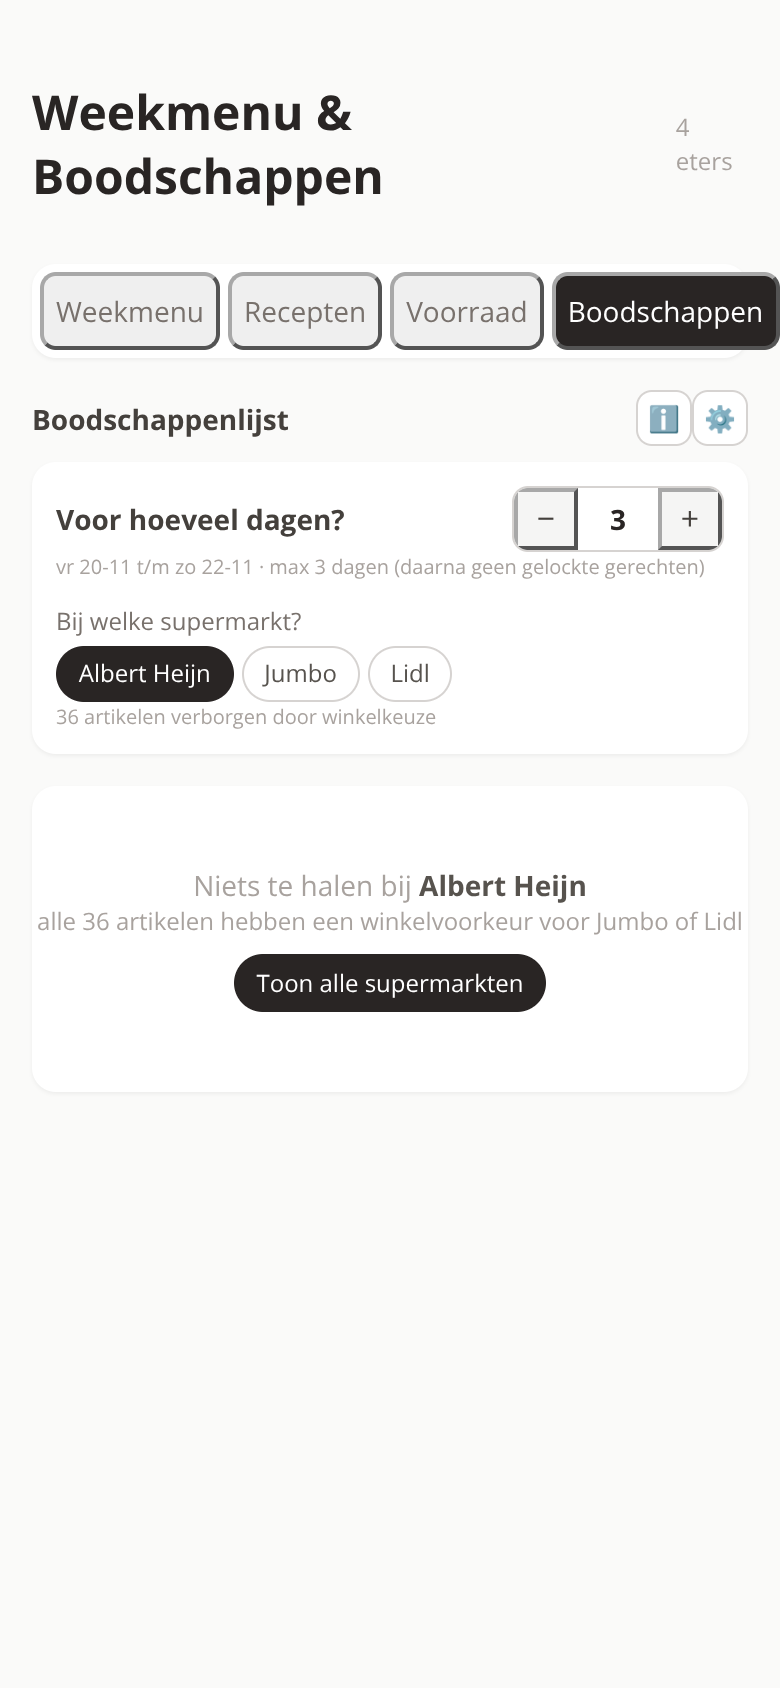 Weekmenu &
Boodschappen
4
eters
Weekmenu Recepten Voorraad Boodschappen
Boodschappenlijst
Voor hoeveel dagen? − 3 +
vr 20-11 t/m zo 22-11 · max 3 dagen (daarna geen gelockte gerechten)
Bij welke supermarkt?
Albert Heijn Jumbo Lidl
36 artikelen verborgen door winkelkeuze
Niets te halen bij Albert Heijn
alle 36 artikelen hebben een winkelvoorkeur voor Jumbo of Lidl
Toon alle supermarkten